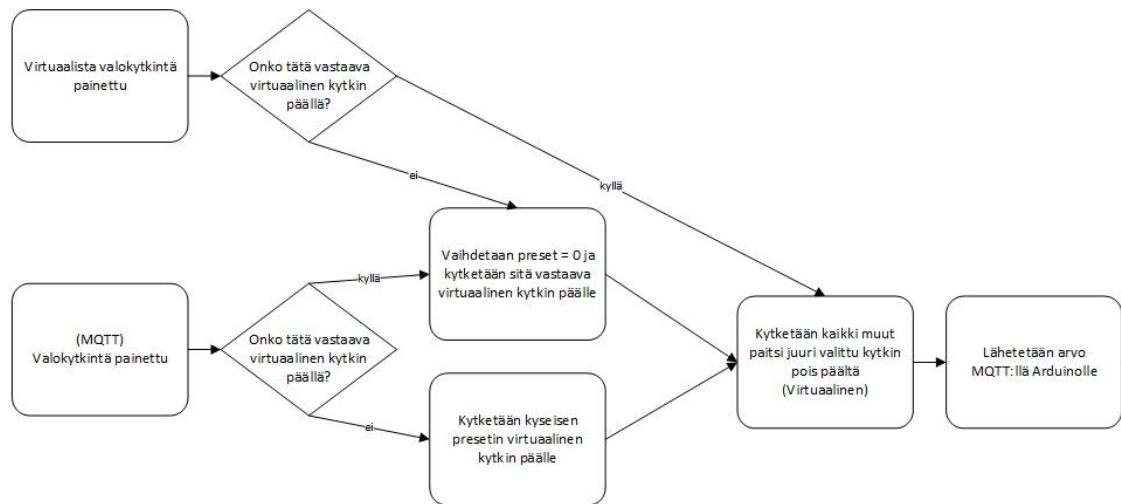 Virtuaalista valokytkintä
painettu
Onko tätä vastaava
virtuaalinen kytkin
päällä?
ei
kyllä
Vaihdetaan preset = 0 ja
kytketään sitä vastaava
virtuaalinen kytkin päälle
kyllä
(MQTT)
Valokytkintä painettu
Onko tätä vastaava
virtuaalinen kytkin
päällä?
ei
Kytketään kyseisen
presetin virtuaalinen
kytkin päälle
Kytketään kaikki muut
paitsi juuri valittu kytkin
pois päältä
(Virtuaalinen)
Lähetetään arvo
MQTT:llä Arduinolle